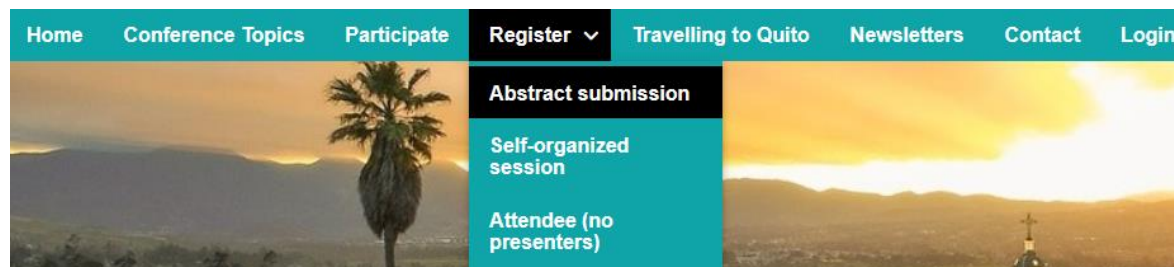 Home Conference Topics Participate Register Travelling to Quito Newsletters Contact Login
Abstract submission
Self-organized
session
Attendee (no
presenters)